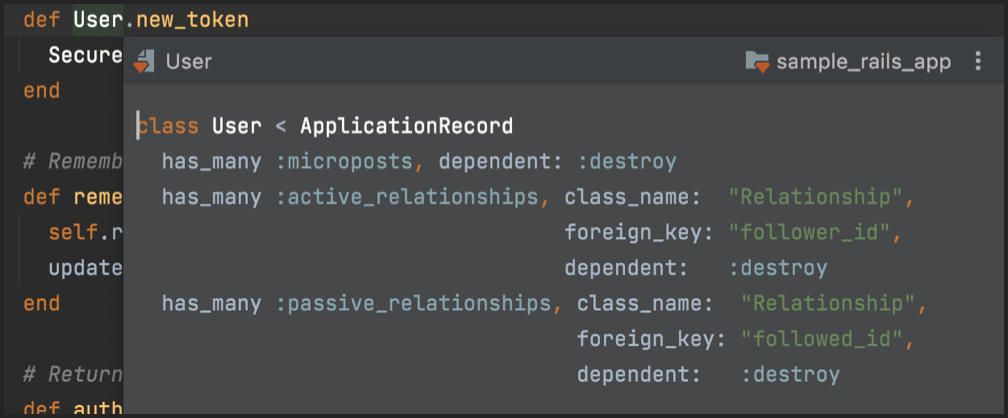 def User.new_token
Secure
end
# Rememb
def reme
self.r
update
end
# Return
def auth
User
sample_rails_app
class User < ApplicationRecord
has_many :microposts, dependent: :destroy
has_many :active_relationships, class_name: "Relationship",
foreign_key: "follower_id",
dependent: :destroy
has_many :passive_relationships, class_name: "Relationship",
foreign_key: "followed_id",
dependent: :destroy